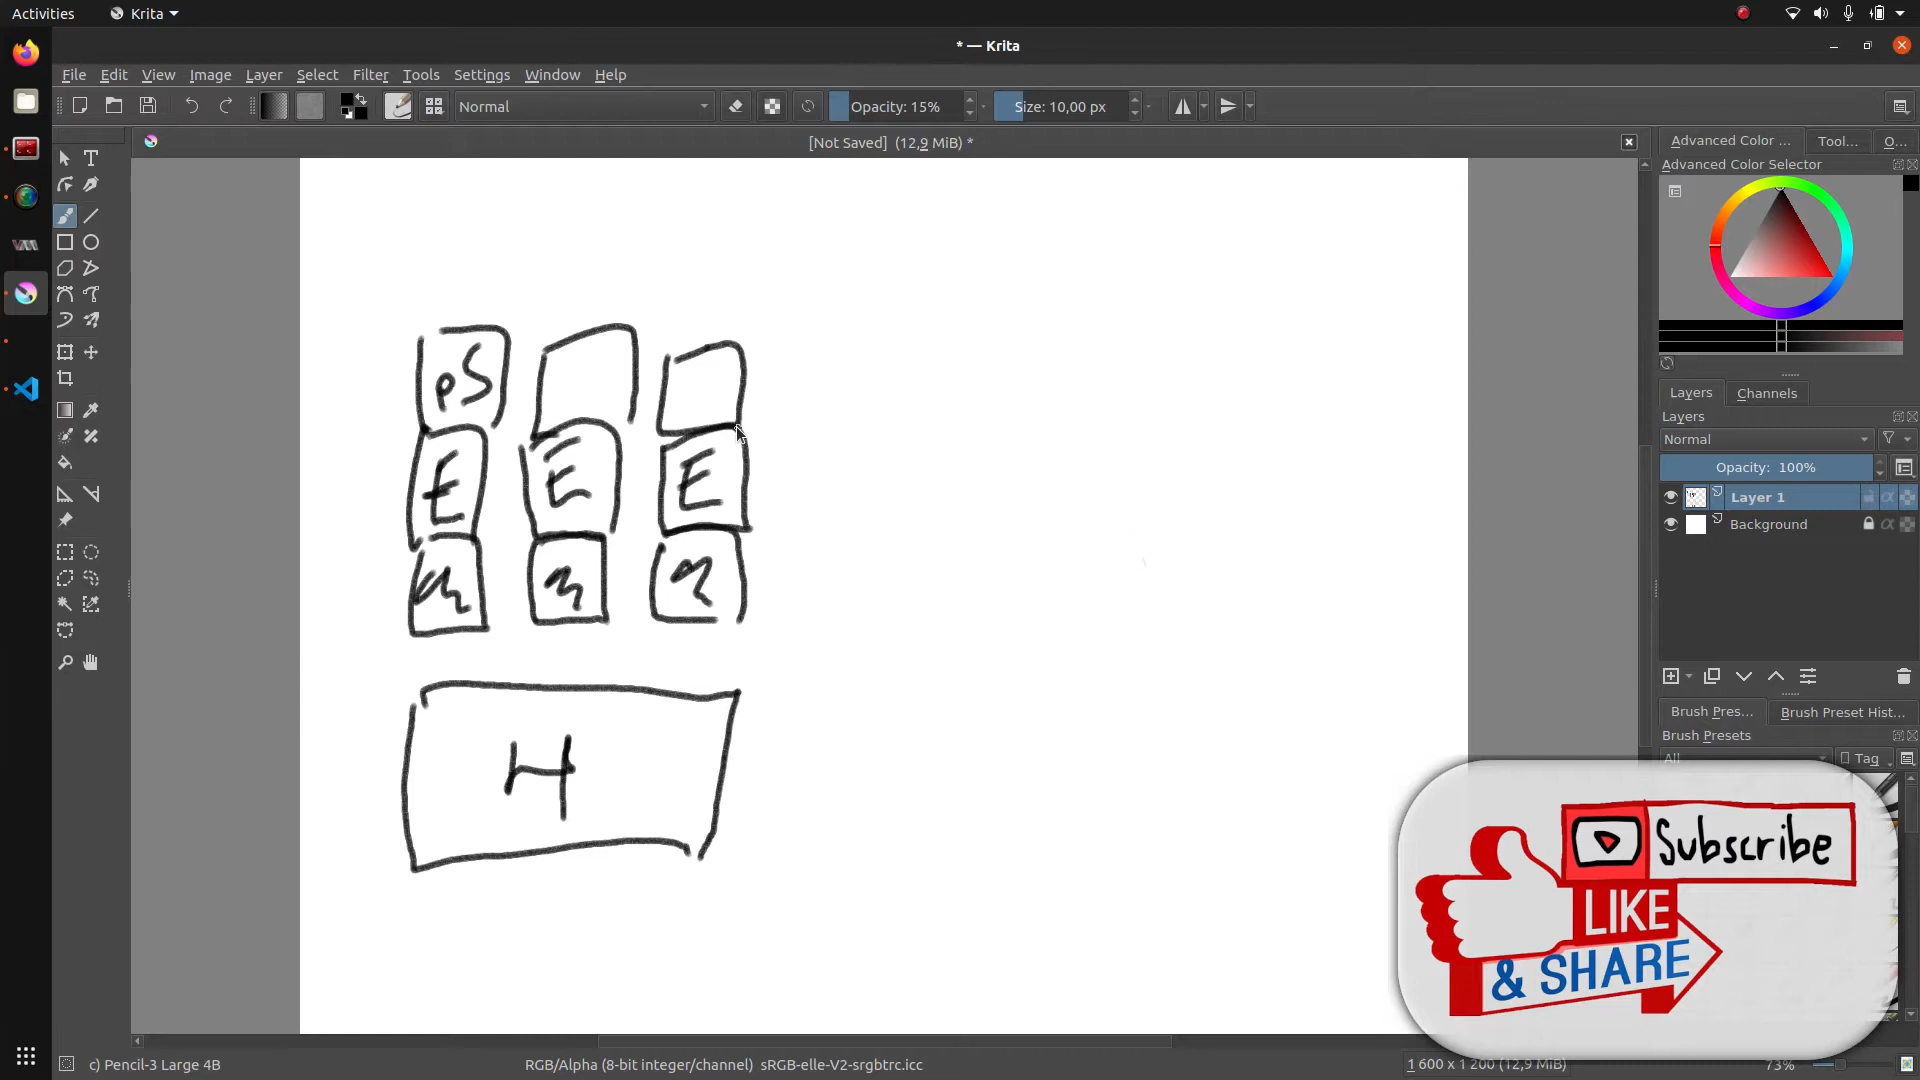 Activities Krita
* — Krita
File Edit View Image Layer Select Filter Tools Settings Window Help
Normal Opacity: 15% Size: 10,00 px
[Not Saved] (12,9 MiB) *
Advanced Color ... Tool... O...
Advanced Color Selector
pS
E E E
H
Layers Channels
Layers
Normal
Opacity: 100%
Layer 1
Background
Brush Pres... Brush Preset Hist...
Brush Presets
All Tag
Subscribe
LIKE
& SHARE
c) Pencil-3 Large 4B RGB/Alpha (8-bit integer/channel) sRGB-elle-V2-srgbtrc.icc 1 600 x 1 200 (12,9 MiB) 73%